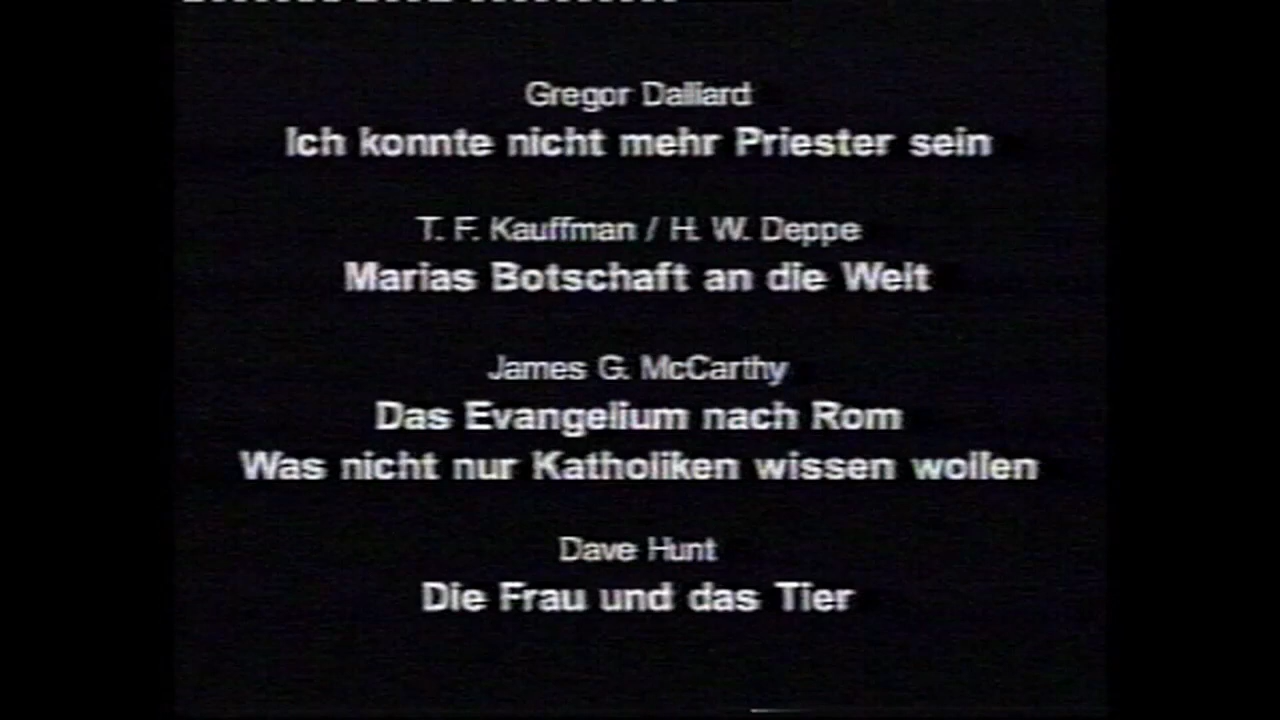 Gregor Dalliard
Ich konnte nicht mehr Priester sein
T. F. Kauffman / H. W. Deppe
Marias Botschaft an die Welt
James G. McCarthy
Das Evangelium nach Rom
Was nicht nur Katholiken wissen wollen
Dave Hunt
Die Frau und das Tier